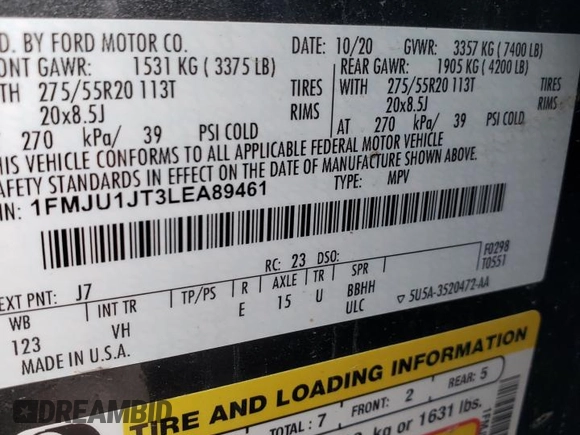 D. BY FORD MOTOR CO. 10/20 GVWR: 3357 KG ( 7400 LB)
ONT GAWR: 1531 KG ( 3375 LB) REAR GAWR: 1905 KG ( 4200 LB)
TH 275/55R20 113T TIRES WITH 275/55R20 113T TIRES
20x8.5J RIMS 20x8.5J RIMS
270 kPa/ 39 PSI COLD AT 270 kPa/ 39 PSI COLD
HIS VEHICLE CONFORMS TO ALL APPLICABLE FEDERAL MOTOR VEHICLE
AFETY STANDARDS IN EFFECT ON THE DATE OF MANUFACTURE SHOWN ABOVE.
IN: 1FMJU1JT3LEA89461 TYPE: MPV
F0298
T0551
RC: 23 DSO:
EXT PNT: J7
WB INT TR TP/PS R AXLE TR SPR
123 VH E 15 U BBHH
ULC
5U5A-3520472-AA
MADE IN U.S.A.
TIRE AND LOADING INFORMATION
TOTAL: 7 FRONT: 2 REAR: 5
kg or 1631 lbs.
DREAMBID